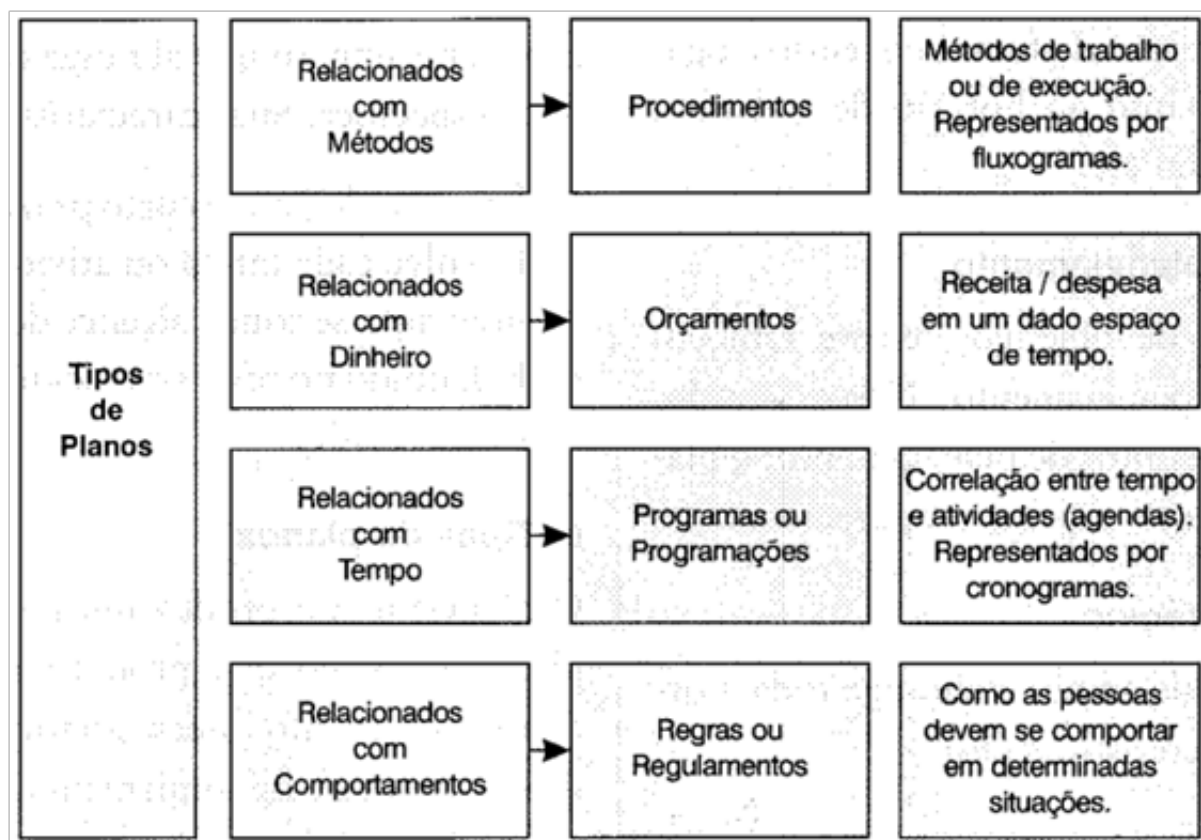 Tipos
de
Planos
Relacionados
com
Métodos
Procedimentos
Métodos de trabalho
ou de execução.
Representados por
fluxogramas.
Relacionados
com
Dinheiro
Orçamentos
Receita / despesa
em um dado espaço
de tempo.
Relacionados
com
Tempo
Programas ou
Programações
Correlação entre tempo
e atividades (agendas).
Representados por
cronogramas.
Relacionados
com
Comportamentos
Regras ou
Regulamentos
Como as pessoas
devem se comportar
em determinadas
situações.